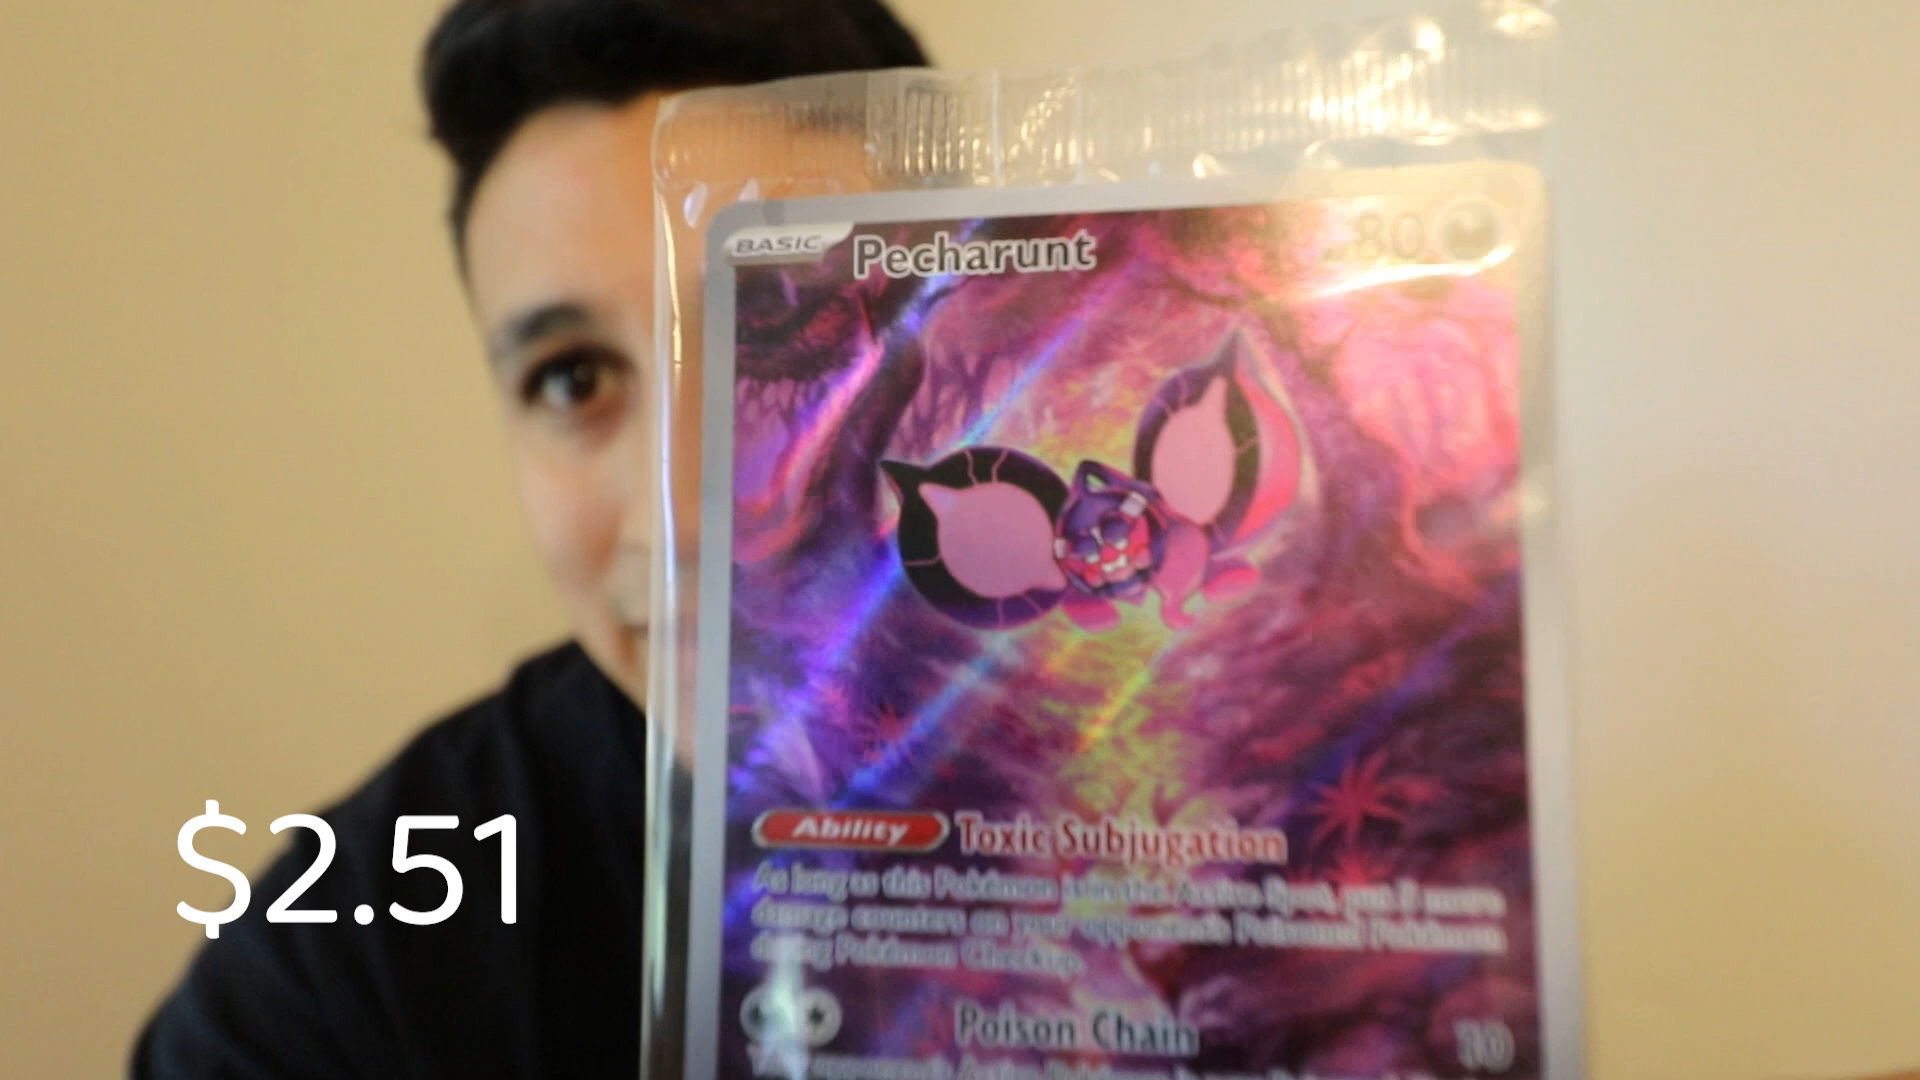 BASIC Pecharunt 80
Ability Toxic Subjugation
As long as this Pokémon is in the Active Spot, put 5 more
damage counters on your opponent's Poisoned Pokémon
during Pokémon Checkup.
Poison Chain 10
$2.51